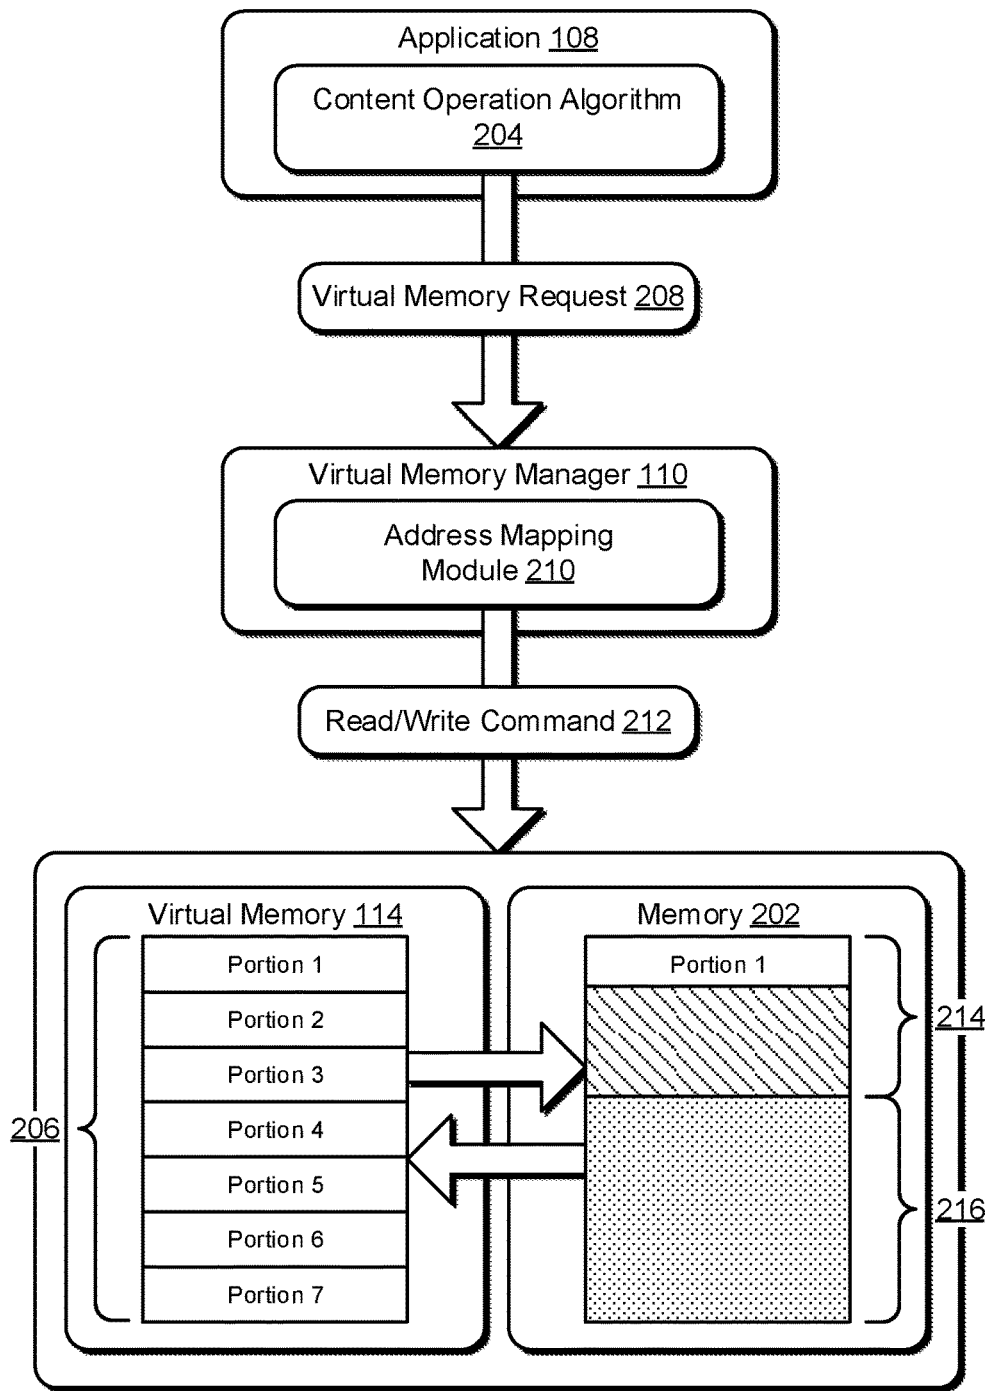 Application 108
Content Operation Algorithm
204
Virtual Memory Request 208
Virtual Memory Manager 110
Address Mapping
Module 210
Read/Write Command 212
Virtual Memory 114
Portion 1
Portion 2
Portion 3
Portion 4
Portion 5
Portion 6
Portion 7
206
Memory 202
Portion 1
214
216